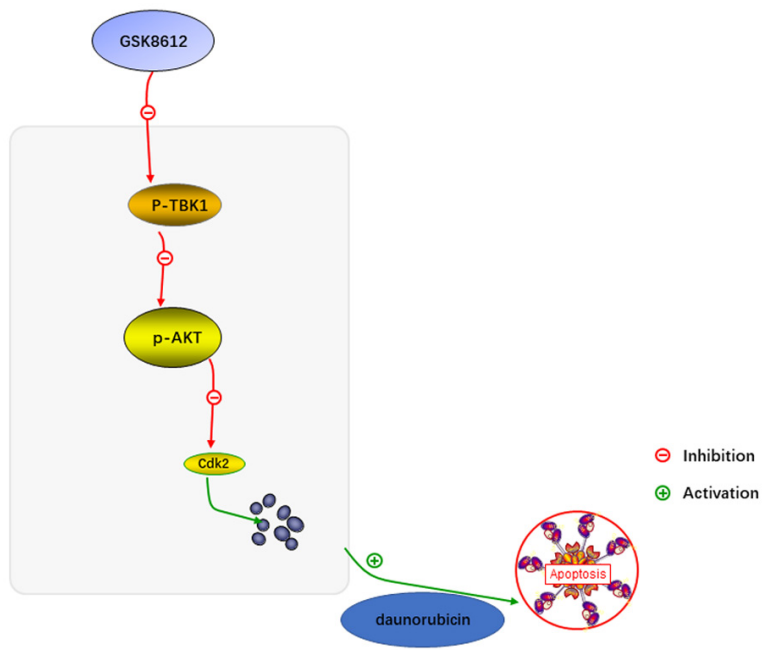 GSK8612
P-TBK1
p-AKT
Cdk2
Inhibition
Activation
Apoptosis
daunorubicin